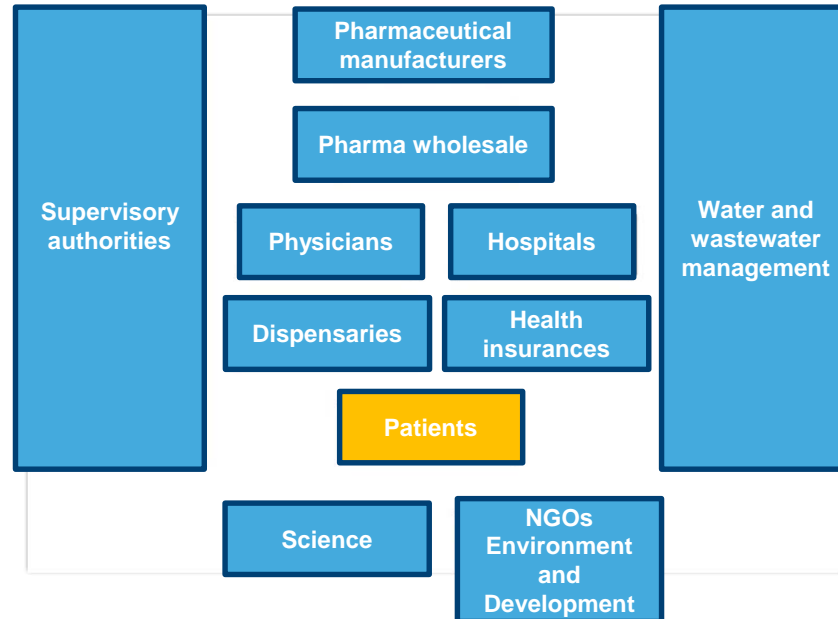 Pharmaceutical
manufacturers
Pharma wholesale
Supervisory
authorities
Physicians
Hospitals
Water and
wastewater
management
Dispensaries
Health
insurances
Patients
Science
NGOs
Environment
and
Development